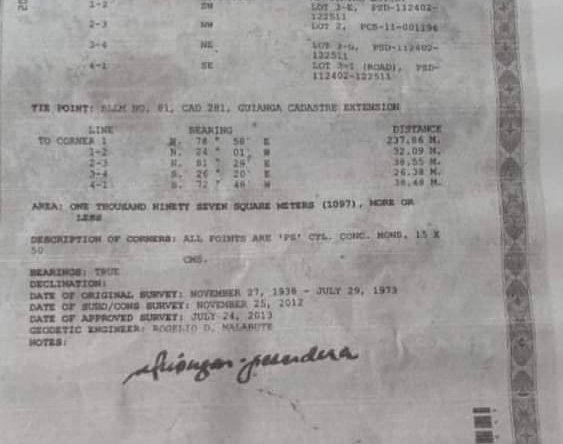 1-2 SW LOT 3-E, PSD-112402-
122511
2-3 NW LOT 2, PCS-11-001196
3-4 NE LOT 3-G, PSD-112402-
122511
4-1 SE LOT 3-I (ROAD), PSD-
112402-122511
TIE POINT: BLLM NO. 81, CAD 281, GUIANGA CADASTRE EXTENSION
LINE BEARING DISTANCE
TO CORNER 1 N. 78 ° 58' E 237.86 M.
1-2 N. 24 ° 01' W 32.09 M.
2-3 N. 81 ° 29' E 38.55 M.
3-4 S. 26 ° 20' E 26.38 M.
4-1 S. 72 ° 48' W 38.48 M.
AREA: ONE THOUSAND NINETY SEVEN SQUARE METERS (1097), MORE OR
LESS
DESCRIPTION OF CORNERS: ALL POINTS ARE 'PS' CYL. CONC. MONS. 15 X
50
CMS.
BEARINGS: TRUE
DECLINATION:
DATE OF ORIGINAL SURVEY: NOVEMBER 27, 1938 - JULY 29, 1973
DATE OF SUBD/CONS SURVEY: NOVEMBER 25, 2012
DATE OF APPROVED SURVEY: JULY 24, 2013
GEODETIC ENGINEER: ROGELIO D. MALABUTE
NOTES: